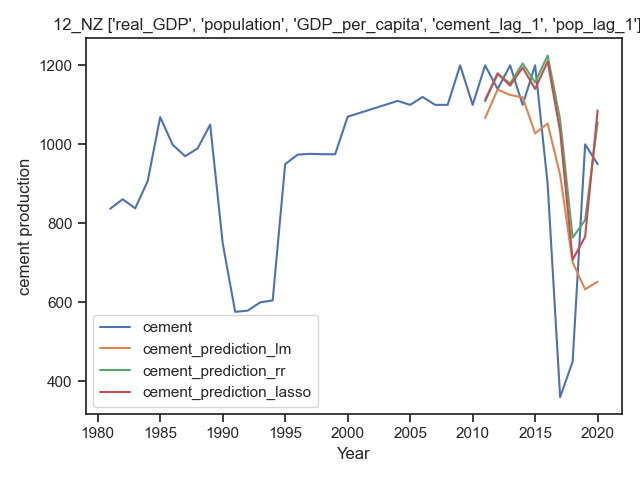 12_NZ ['real_GDP', 'population', 'GDP_per_capita', 'cement_lag_1', 'pop_lag_1']
1200
1000
800
600
400
cement production
cement
cement_prediction_lm
cement_prediction_rr
cement_prediction_lasso
1980 1985 1990 1995 2000 2005 2010 2015 2020
Year